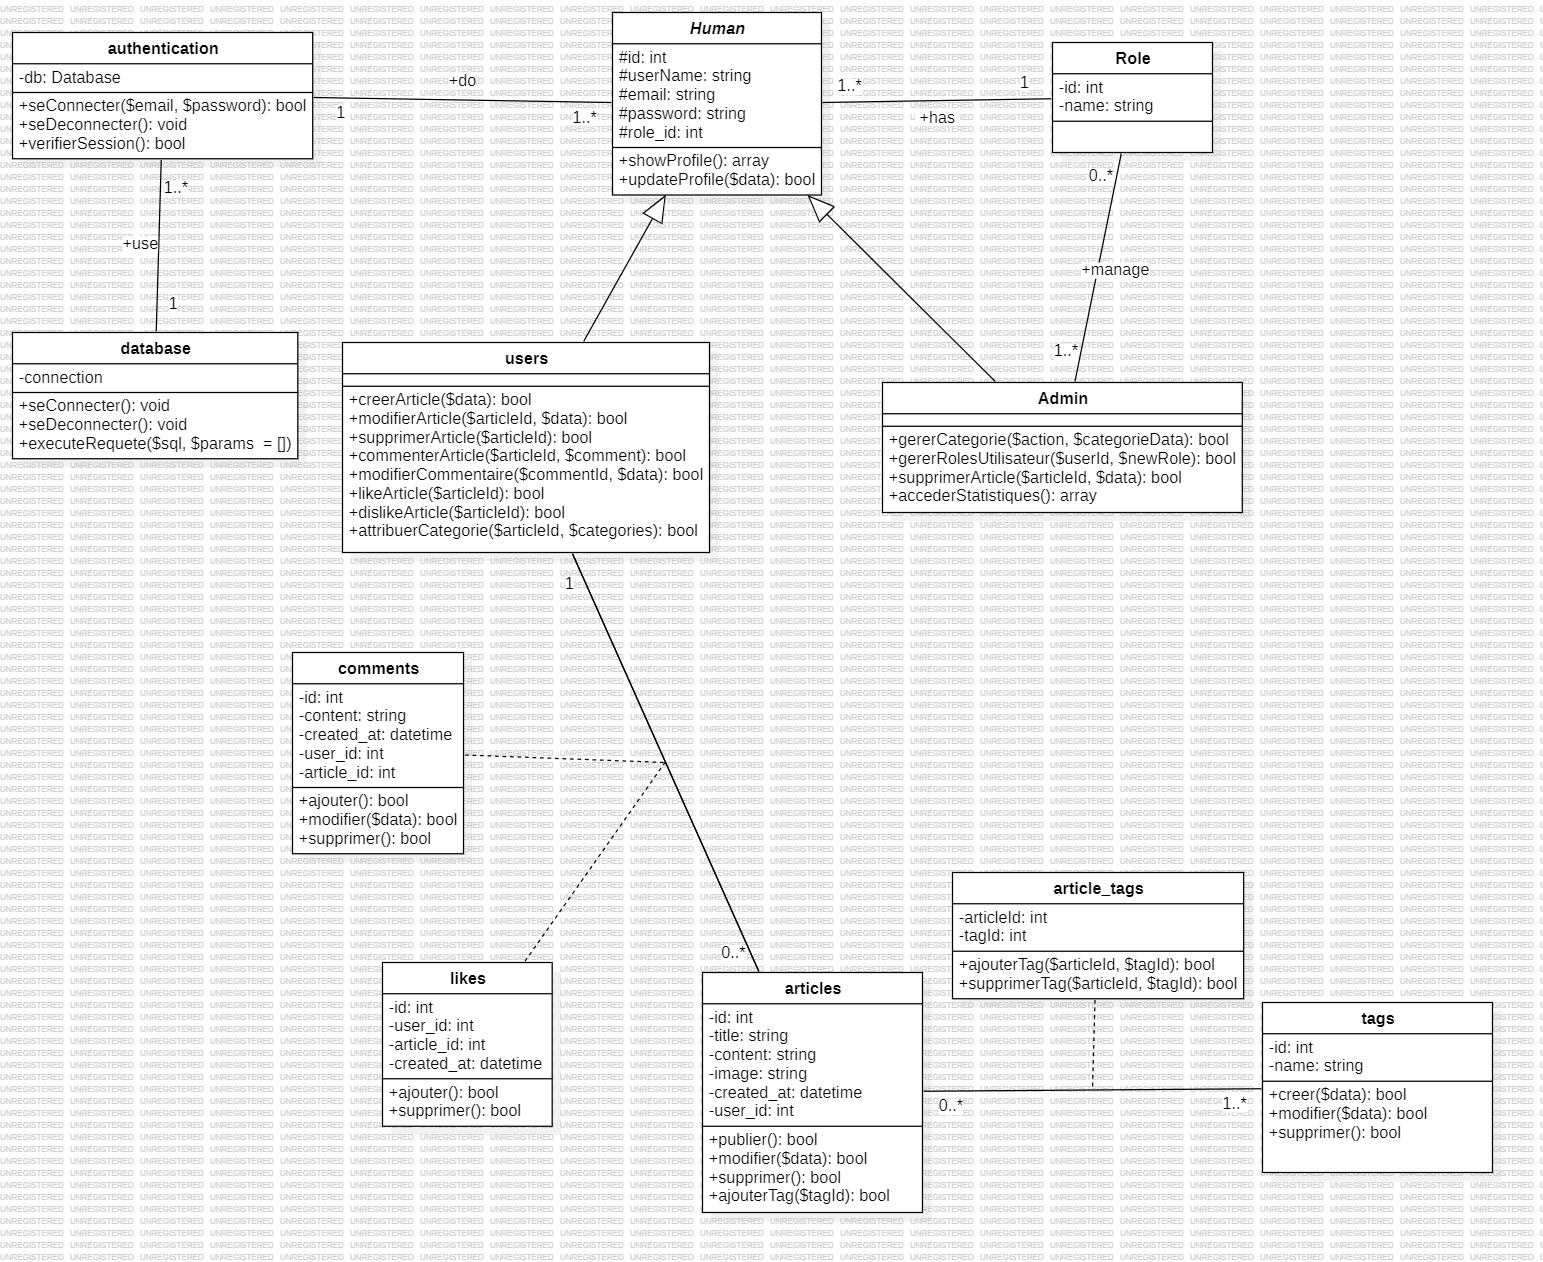 authentication
-db: Database
+seConnecter($email, $password): bool
+seDeconnecter(): void
+verifierSession(): bool
+do
1
1..*
Human
#id: int
#userName: string
#email: string
#password: string
#role_id: int
+showProfile(): array
+updateProfile($data): bool
1..*
1
+has
Role
-id: int
-name: string
0..*
+manage
1..*
1..*
+use
1
database
-connection
+seConnecter(): void
+seDeconnecter(): void
+executeRequete($sql, $params = [])
users
+creerArticle($data): bool
+modifierArticle($articleId, $data): bool
+supprimerArticle($articleId): bool
+commenterArticle($articleId, $comment): bool
+modifierCommentaire($commentId, $data): bool
+likeArticle($articleId): bool
+dislikeArticle($articleId): bool
+attribuerCategorie($articleId, $categories): bool
Admin
+gererCategorie($action, $categorieData): bool
+gererRolesUtilisateur($userId, $newRole): bool
+supprimerArticle($articleId, $data): bool
+accederStatistiques(): array
1
comments
-id: int
-content: string
-created_at: datetime
-user_id: int
-article_id: int
+ajouter(): bool
+modifier($data): bool
+supprimer(): bool
0..*
likes
-id: int
-user_id: int
-article_id: int
-created_at: datetime
+ajouter(): bool
+supprimer(): bool
articles
-id: int
-title: string
-content: string
-image: string
-created_at: datetime
-user_id: int
+publier(): bool
+modifier($data): bool
+supprimer(): bool
+ajouterTag($tagId): bool
article_tags
-articleId: int
-tagId: int
+ajouterTag($articleId, $tagId): bool
+supprimerTag($articleId, $tagId): bool
0..*
1..*
tags
-id: int
-name: string
+creer($data): bool
+modifier($data): bool
+supprimer(): bool
UNREGISTERED